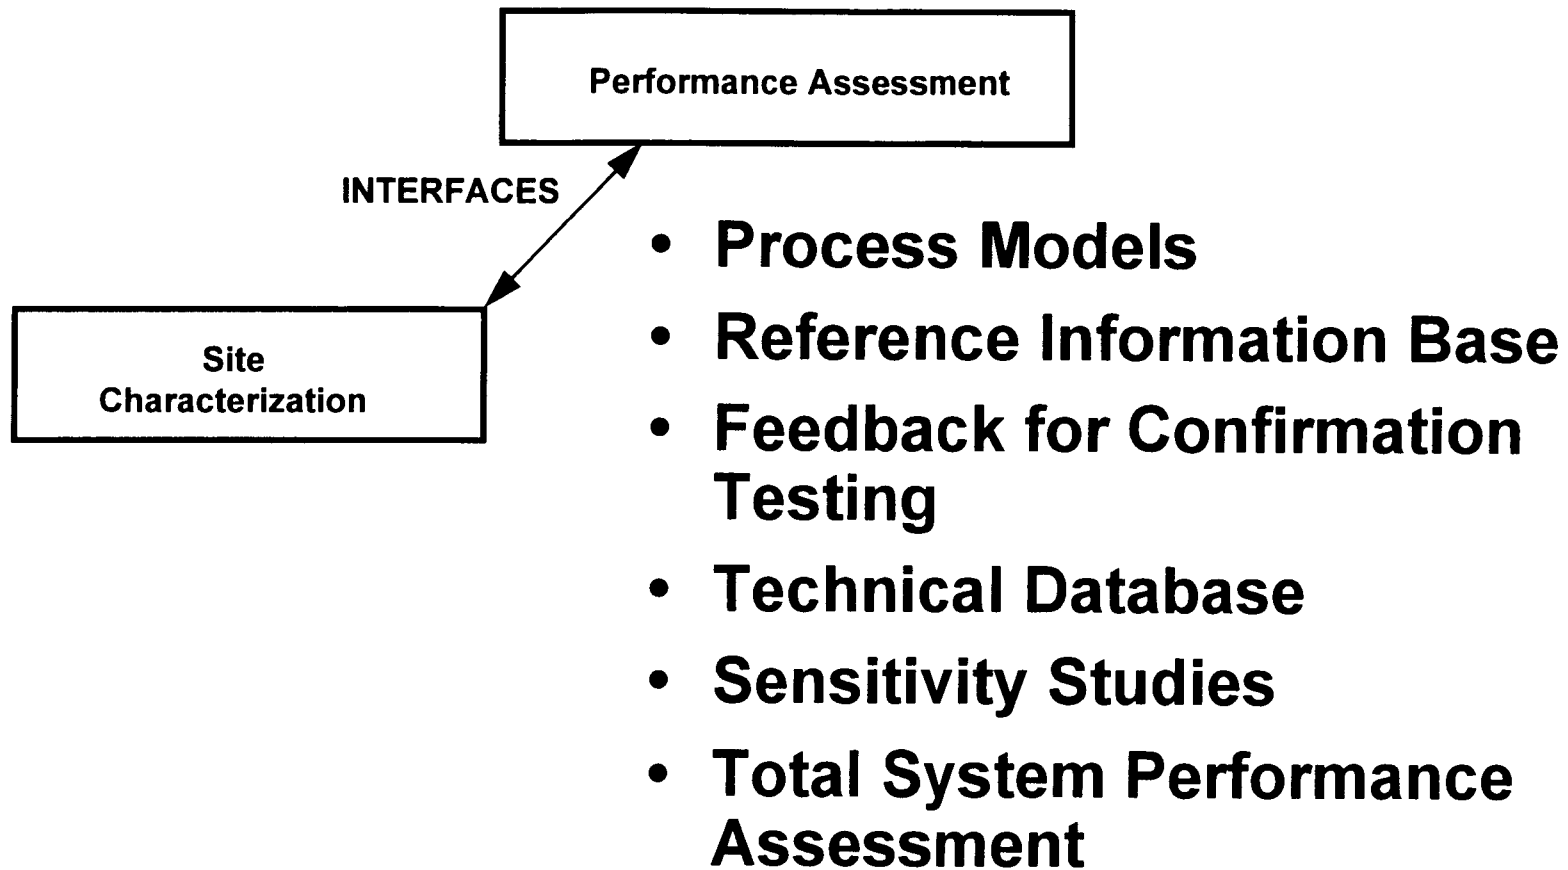 Performance Assessment
INTERFACES
Site
Characterization
• Process Models
• Reference Information Base
• Feedback for Confirmation
Testing
• Technical Database
• Sensitivity Studies
• Total System Performance
Assessment